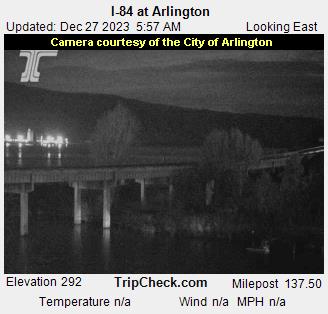 I-84 at Arlington
Updated: Dec 27 2023 5:57 AM Looking East
Camera courtesy of the City of Arlington
Elevation 292 TripCheck.com Milepost 137.50
Temperature n/a Wind n/a MPH n/a